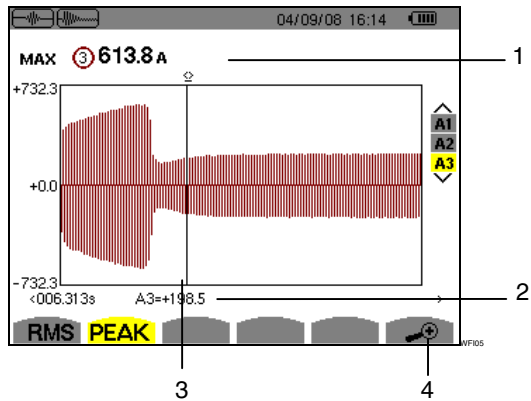 04/09/08 16:14
MAX 3 613.8 A
1
+732.3
A1
A2
A3
+0.0
-732.3
<006.313s A3=+198.5 >
2
RMS PEAK
WFI05
3 4